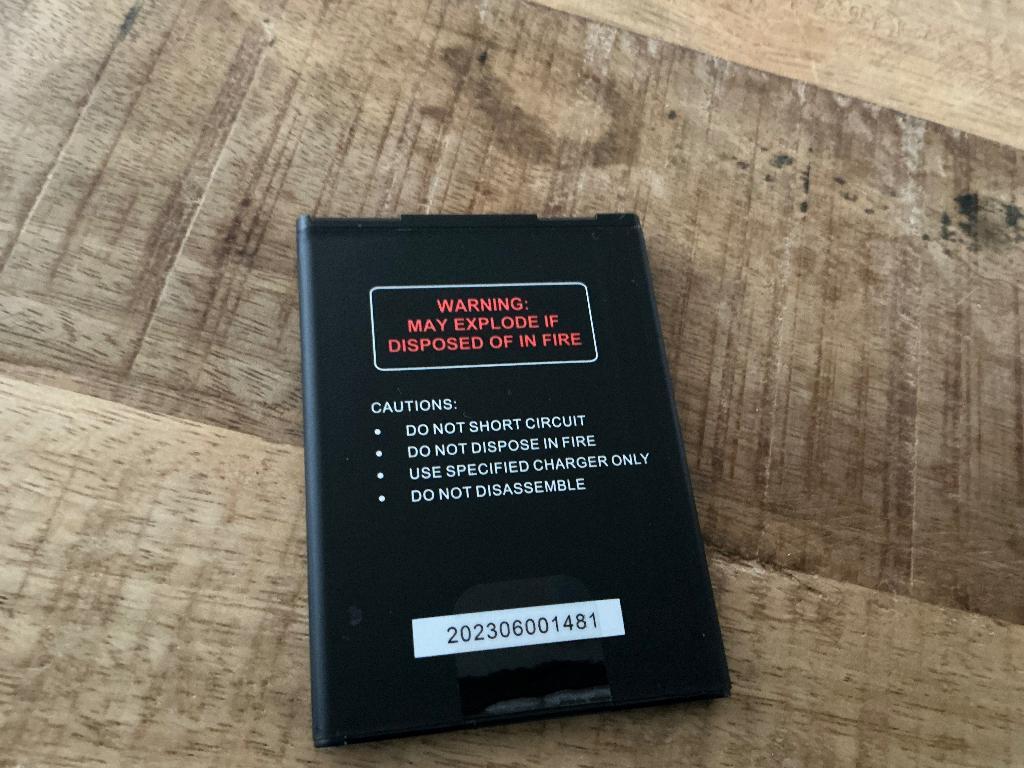 WARNING:
MAY EXPLODE IF
DISPOSED OF IN FIRE
CAUTIONS:
• DO NOT SHORT CIRCUIT
• DO NOT DISPOSE IN FIRE
• USE SPECIFIED CHARGER ONLY
• DO NOT DISASSEMBLE
202306001481